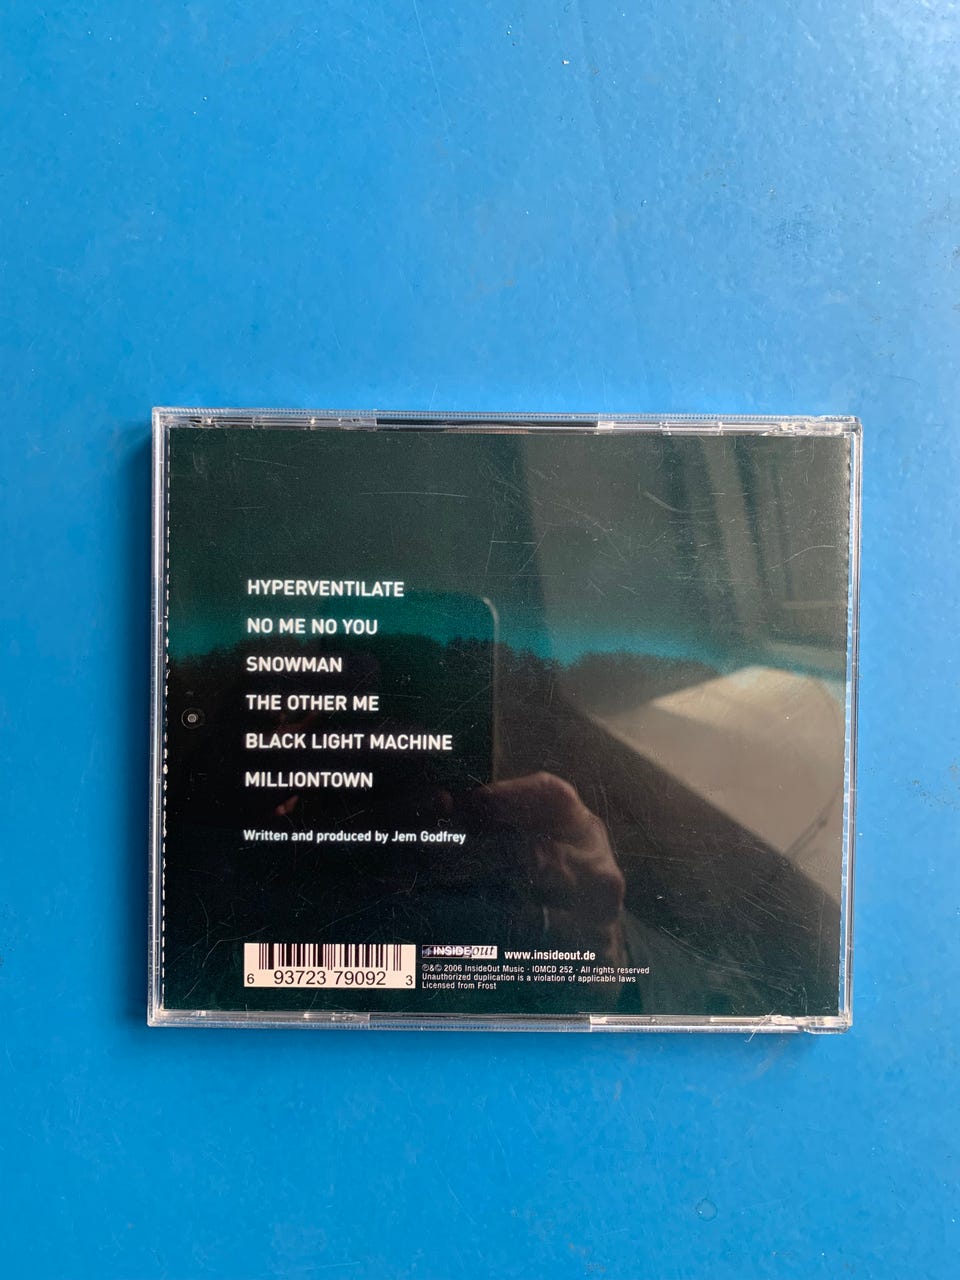 HYPERVENTILATE
NO ME NO YOU
SNOWMAN
THE OTHER ME
BLACK LIGHT MACHINE
MILLIONTOWN
Written and produced by Jem Godfrey
INSIDEout www.insideout.de
6 93723 79092 3
℗&© 2006 InsideOut Music · IOMCD 252 · All rights reserved
Unauthorized duplication is a violation of applicable laws
Licensed from Frost